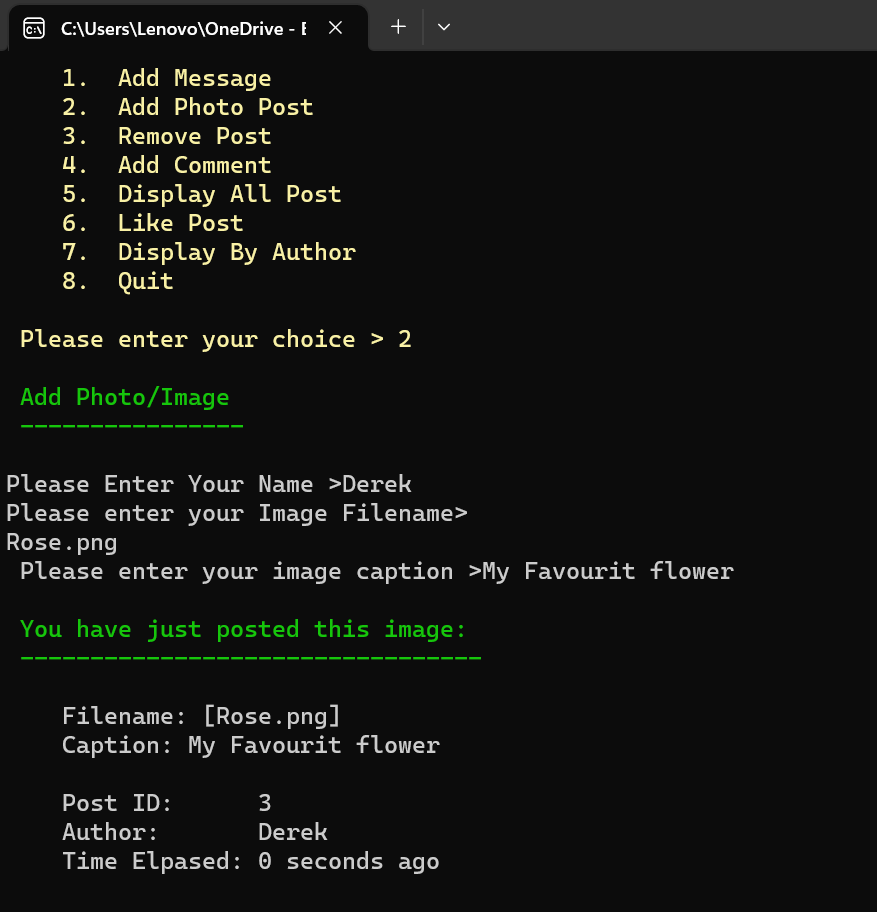 C:\Users\Lenovo\OneDrive -
1. Add Message
2. Add Photo Post
3. Remove Post
4. Add Comment
5. Display All Post
6. Like Post
7. Display By Author
8. Quit
Please enter your choice > 2
Add Photo/Image
----------------
Please Enter Your Name >Derek
Please enter your Image Filename>
Rose.png
Please enter your image caption >My Favourit flower
You have just posted this image:
---------------------------------
Filename: [Rose.png]
Caption: My Favourit flower
Post ID: 3
Author: Derek
Time Elpased: 0 seconds ago